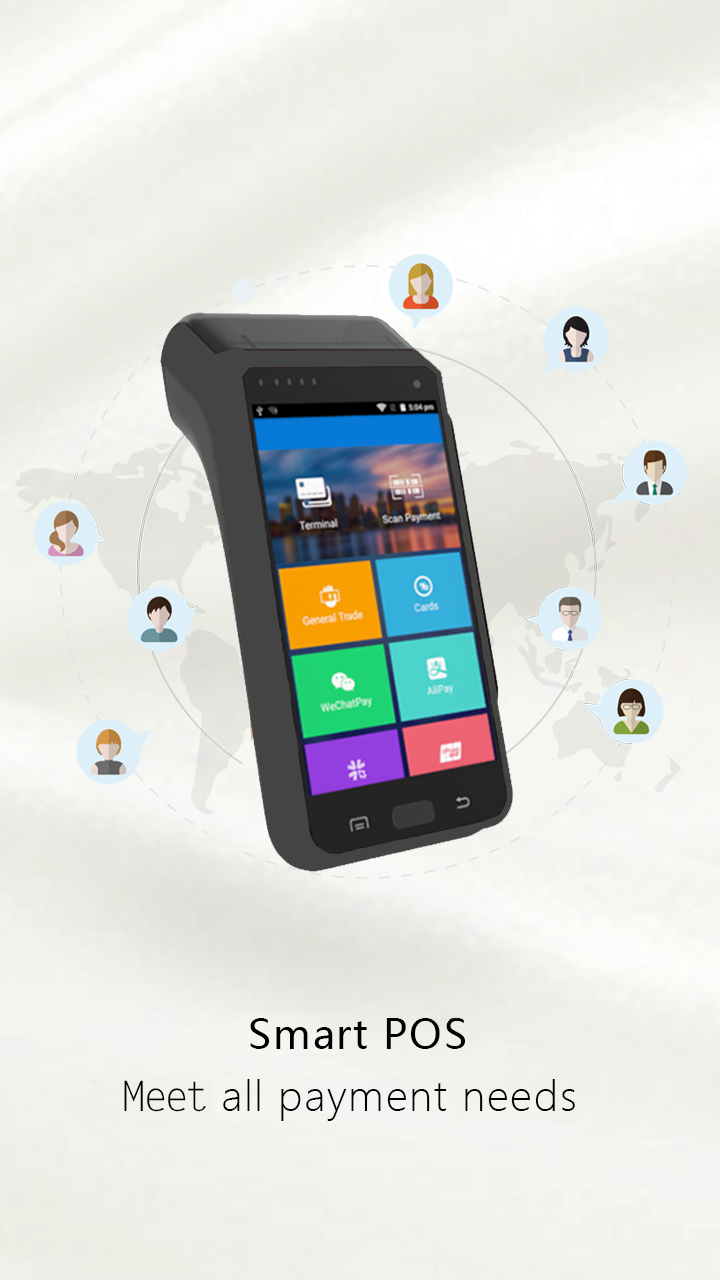 5:04 pm
Terminal
Scan Payment
General Trade
Cards
WeChatPay
AliPay
Smart POS
Meet all payment needs